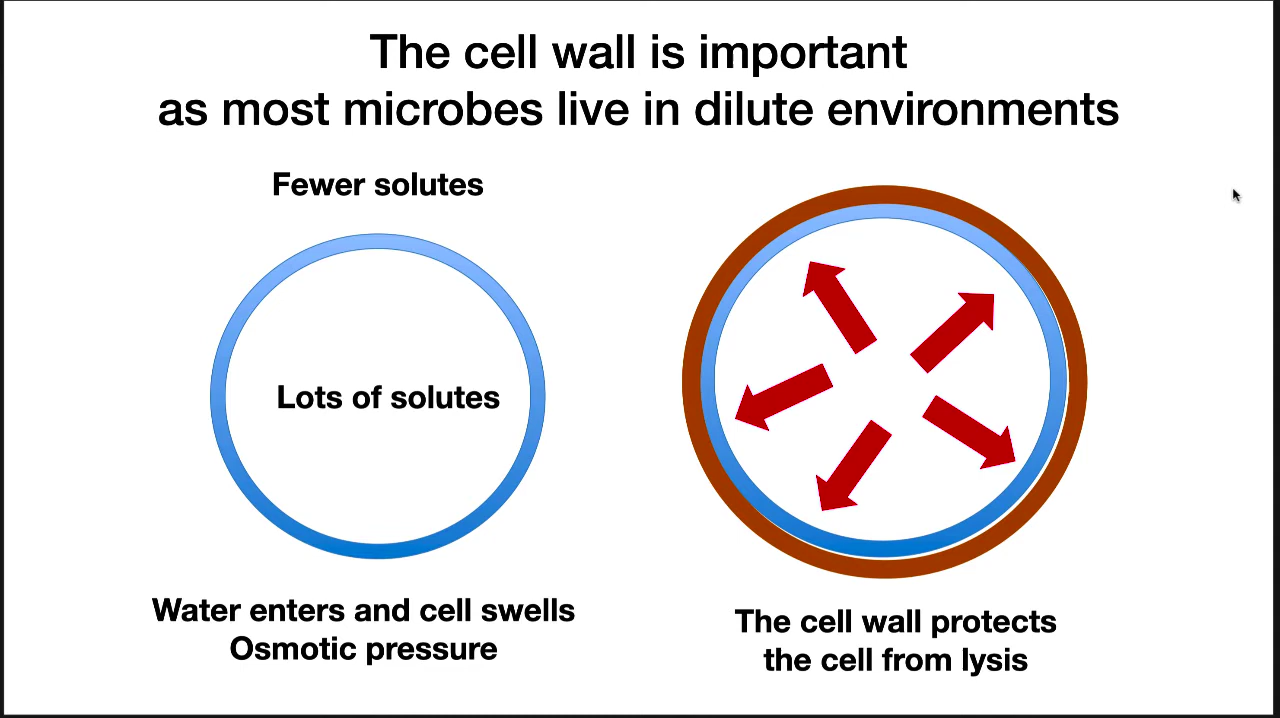 The cell wall is important
as most microbes live in dilute environments
Fewer solutes
Lots of solutes
Water enters and cell swells
Osmotic pressure
The cell wall protects
the cell from lysis